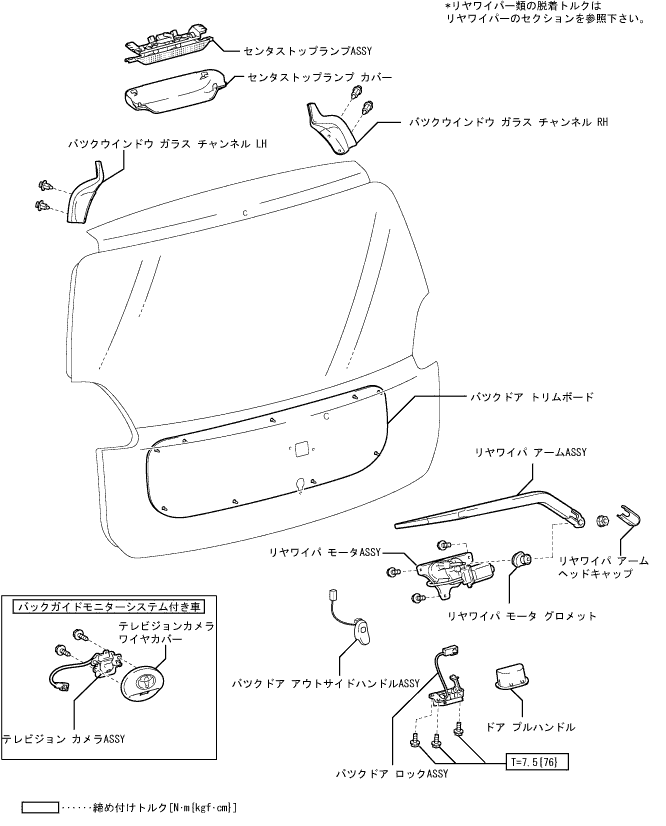 *リヤワイパー類の脱着トルクは
リヤワイパーのセクションを参照下さい。
センタストップランプASSY
センタストップランプ カバー
バックウインドウ ガラス チャンネル RH
バックウインドウ ガラス チャンネル LH
C
C
バックドア トリムボード
リヤワイパ アームASSY
リヤワイパ モータASSY
リヤワイパ アーム
ヘッドキャップ
リヤワイパ モータ グロメット
バックガイドモニターシステム付き車
テレビジョンカメラ
ワイヤカバー
テレビジョン カメラASSY
バックドア アウトサイドハンドルASSY
ドア プルハンドル
T=7.5{76}
バックドア ロックASSY
······締め付けトルク[N·m{kgf·cm}]